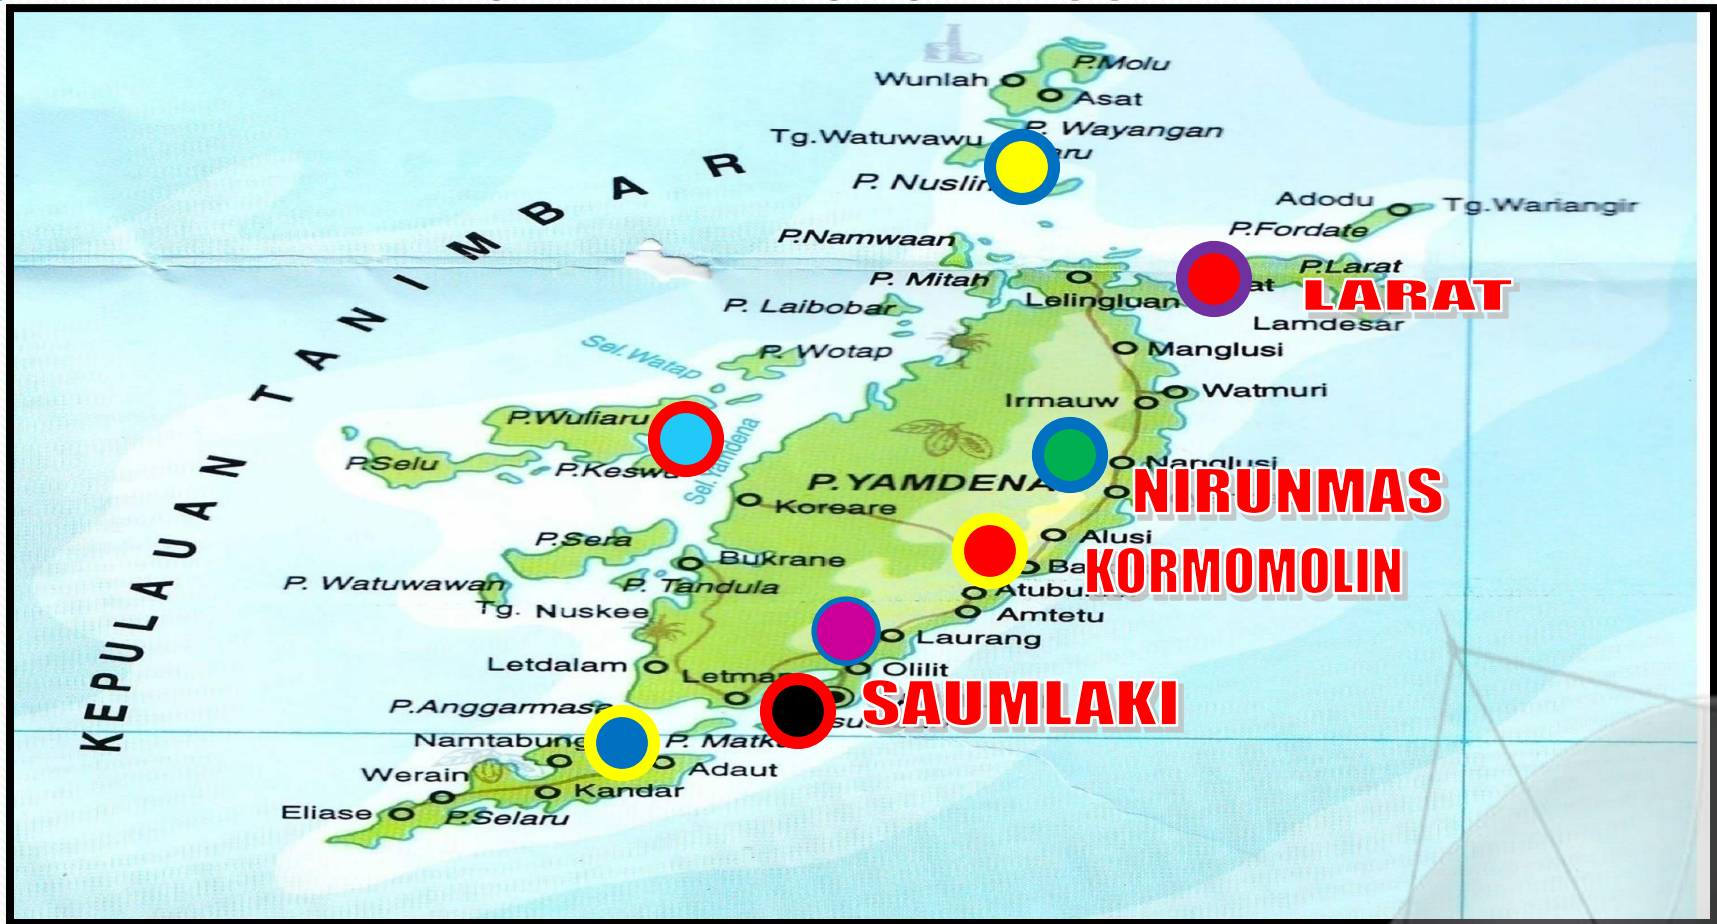 P.Molu
Wunlah
Asat
P. Wayangan
Tg.Watuwawu
P. Nuslin
Adodu
Tg.Wariangir
P.Fordate
P.Namwaan
P.Larat
P. Mitah
LARAT
Lelingluan
P. Laibobar
Lamdesar
Sel.Watap
P. Wotap
Manglusi
Watmuri
Irmauw
P.Wuliaru
Sel.Yamdena
P.Selu
P.Keswu
Nanglusi
P.YAMDENA
NIRUNMAS
Koreare
Alusi
P.Sera
Bukrane
KORMOMOLIN
P. Watuwawan
P. Tandula
Tg. Nuskee
Amtetu
Laurang
Letdalam
Olilit
SAUMLAKI
P.Anggarmasa
Namtabung
P. Matku
Adaut
Werain
Kandar
Eliase
P.Selaru
KEPULAUAN TANIMBAR